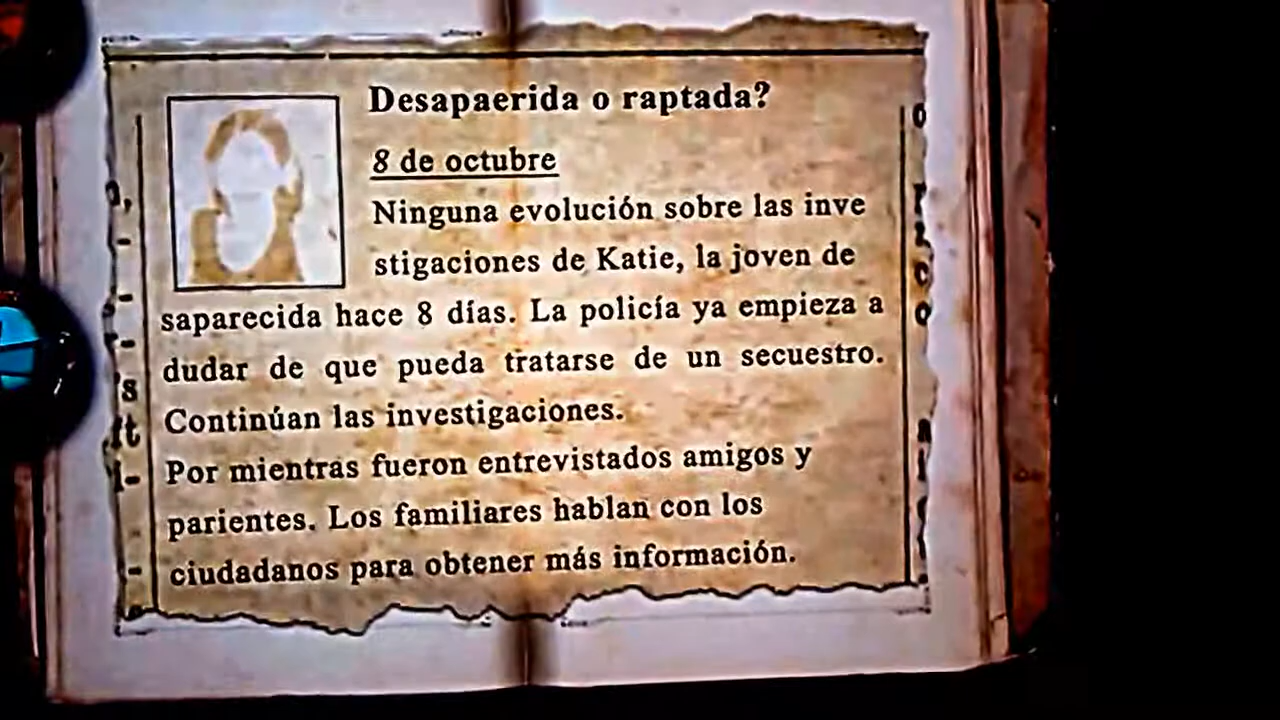 Desapaerida o raptada?
8 de octubre
Ninguna evolución sobre las inve
stigaciones de Katie, la joven de
saparecida hace 8 días. La policía ya empieza a
dudar de que pueda tratarse de un secuestro.
Continúan las investigaciones.
Por mientras fueron entrevistados amigos y
parientes. Los familiares hablan con los
ciudadanos para obtener más información.